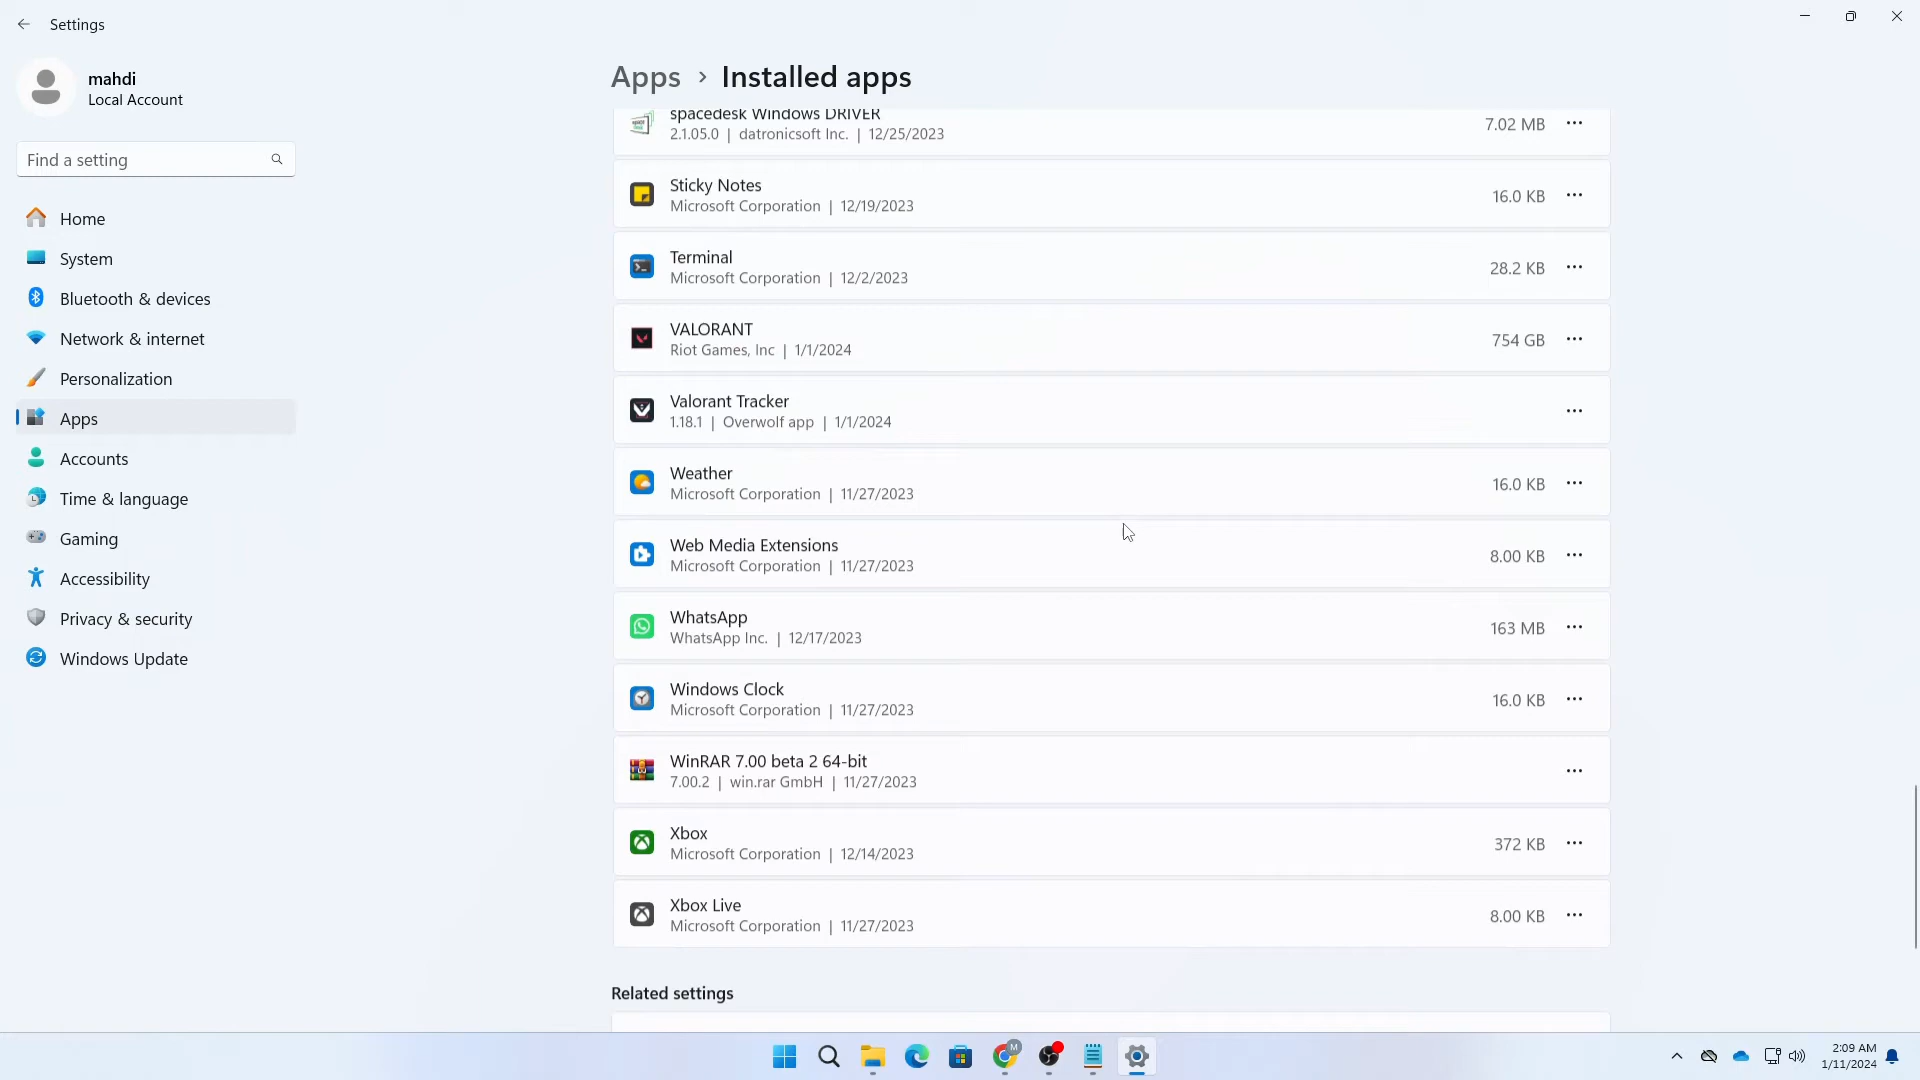 Settings
mahdi
Local Account
Find a setting
Home
System
Bluetooth & devices
Network & internet
Personalization
Apps
Accounts
Time & language
Gaming
Accessibility
Privacy & security
Windows Update
Apps › Installed apps
spacedesk Windows DRIVER
2.1.05.0 | datronicsoft Inc. | 12/25/2023
7.02 MB
Sticky Notes
Microsoft Corporation | 12/19/2023
16.0 KB
Terminal
Microsoft Corporation | 12/2/2023
28.2 KB
VALORANT
Riot Games, Inc | 1/1/2024
754 GB
Valorant Tracker
1.18.1 | Overwolf app | 1/1/2024
Weather
Microsoft Corporation | 11/27/2023
16.0 KB
Web Media Extensions
Microsoft Corporation | 11/27/2023
8.00 KB
WhatsApp
WhatsApp Inc. | 12/17/2023
163 MB
Windows Clock
Microsoft Corporation | 11/27/2023
16.0 KB
WinRAR 7.00 beta 2 64-bit
7.00.2 | win.rar GmbH | 11/27/2023
Xbox
Microsoft Corporation | 12/14/2023
372 KB
Xbox Live
Microsoft Corporation | 11/27/2023
8.00 KB
Related settings
M
2:09 AM
1/11/2024